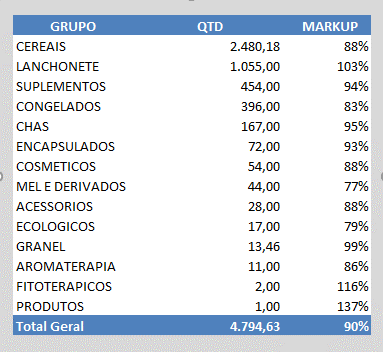 GRUPO QTD MARKUP
CEREAIS 2.480,18 88%
LANCHONETE 1.055,00 103%
SUPLEMENTOS 454,00 94%
CONGELADOS 396,00 83%
CHAS 167,00 95%
ENCAPSULADOS 72,00 93%
COSMETICOS 54,00 88%
MEL E DERIVADOS 44,00 77%
ACESSORIOS 28,00 88%
ECOLOGICOS 17,00 79%
GRANEL 13,46 99%
AROMATERAPIA 11,00 86%
FITOTERAPICOS 2,00 116%
PRODUTOS 1,00 137%
Total Geral 4.794,63 90%